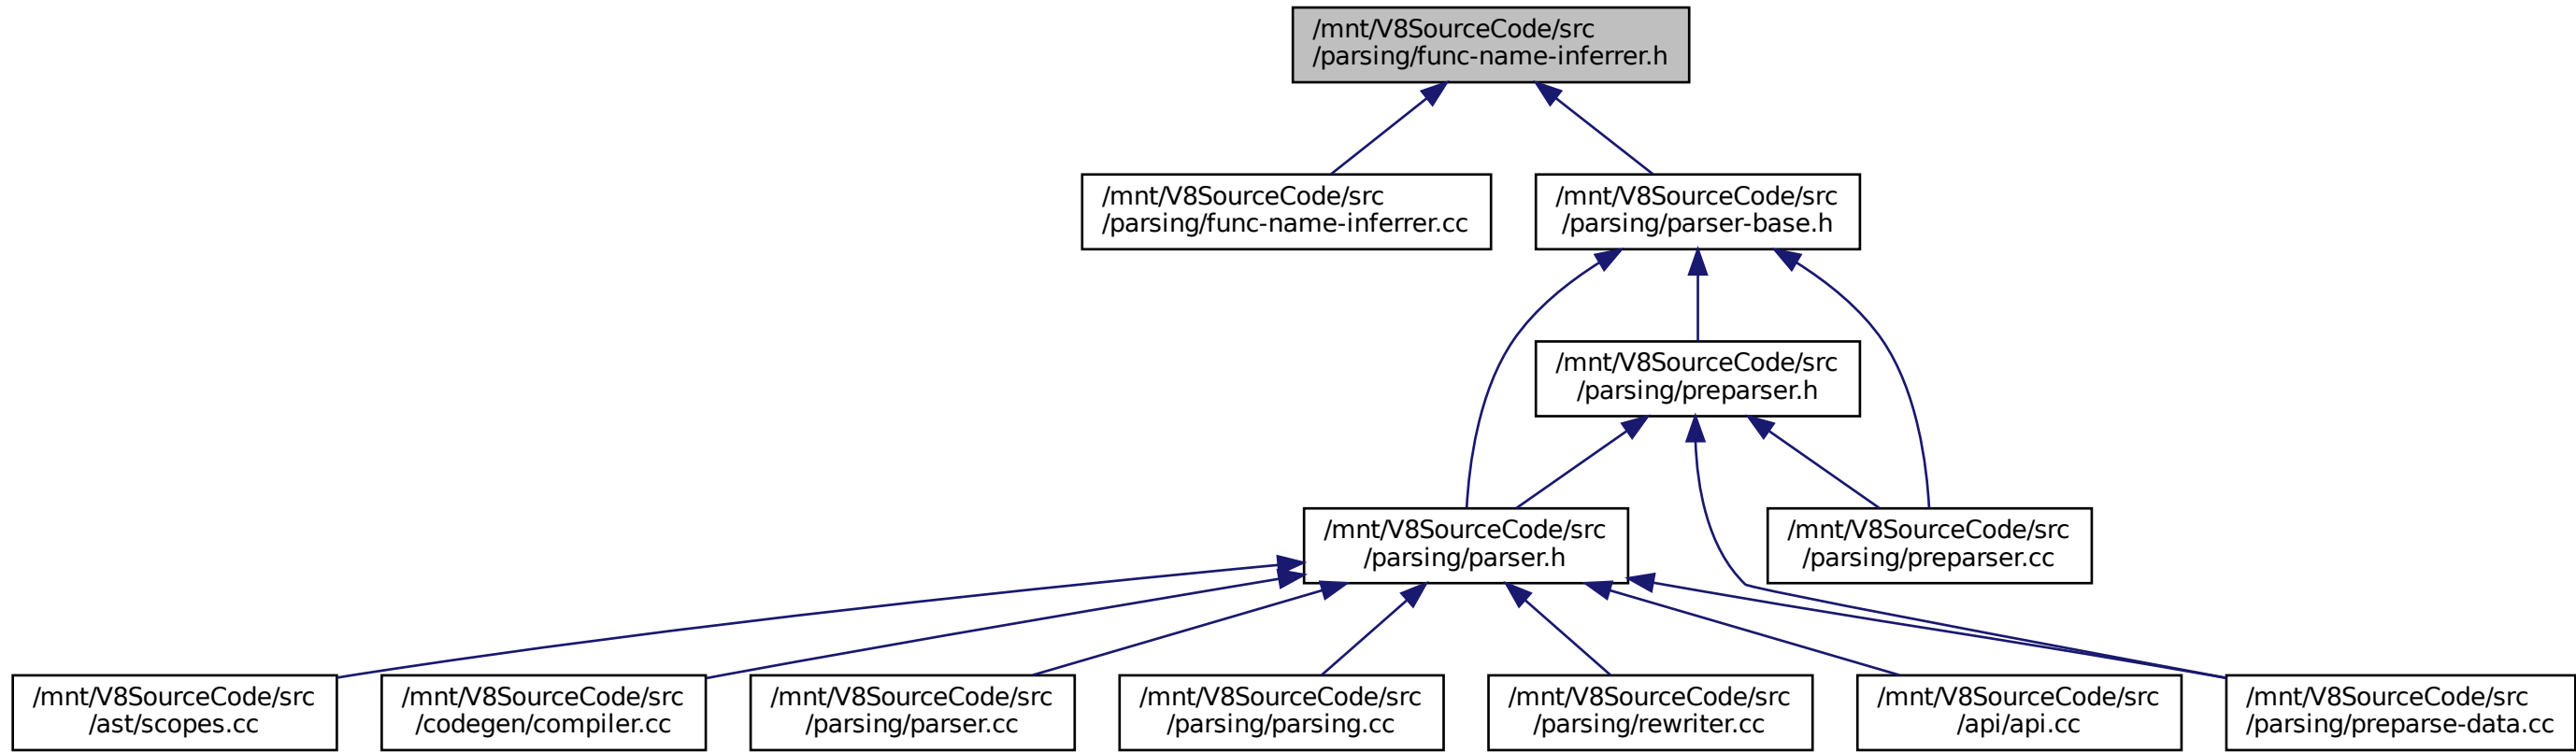 /mnt/V8SourceCode/src
/parsing/func-name-inferrer.h
/mnt/V8SourceCode/src
/parsing/func-name-inferrer.cc
/mnt/V8SourceCode/src
/parsing/parser-base.h
/mnt/V8SourceCode/src
/parsing/preparser.h
/mnt/V8SourceCode/src
/parsing/parser.h
/mnt/V8SourceCode/src
/parsing/preparser.cc
/mnt/V8SourceCode/src
/ast/scopes.cc
/mnt/V8SourceCode/src
/codegen/compiler.cc
/mnt/V8SourceCode/src
/parsing/parser.cc
/mnt/V8SourceCode/src
/parsing/parsing.cc
/mnt/V8SourceCode/src
/parsing/rewriter.cc
/mnt/V8SourceCode/src
/api/api.cc
/mnt/V8SourceCode/src
/parsing/preparse-data.cc